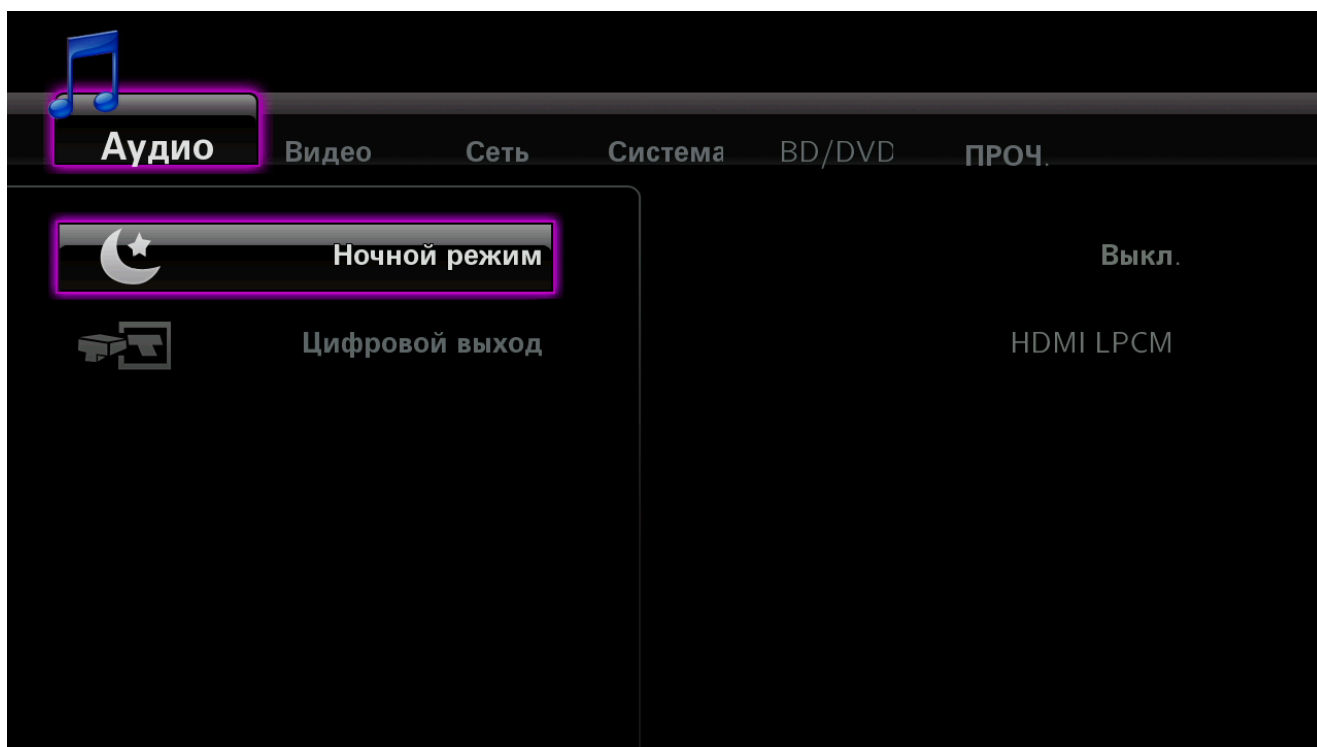 Аудио Видео Сеть Система BD/DVD ПРОЧ.
Ночной режим Выкл.
Цифровой выход HDMI LPCM